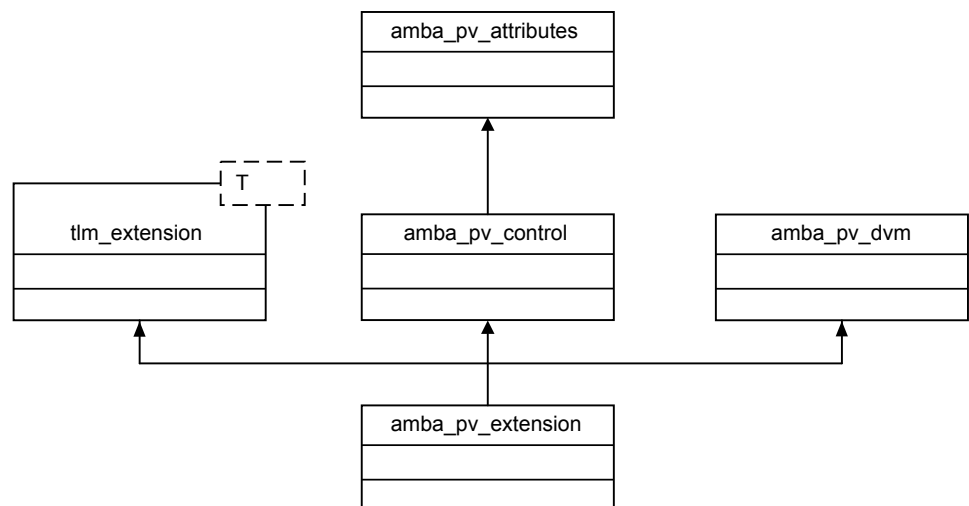 amba_pv_attributes
T
tlm_extension
amba_pv_control
amba_pv_dvm
amba_pv_extension